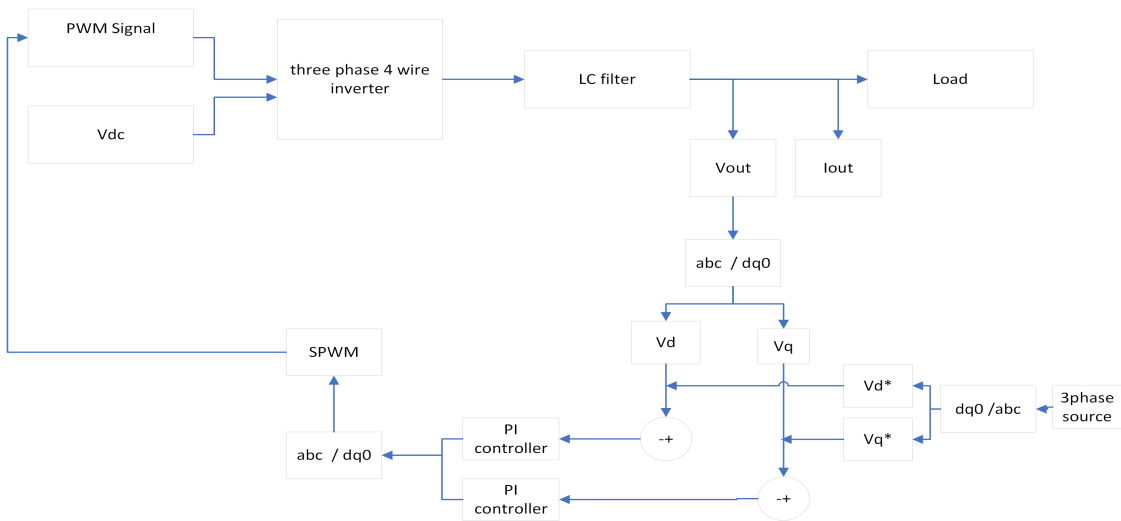 PWM Signal
three phase 4 wire
inverter
LC filter
Load
Vdc
Vout
Iout
abc  / dq0
Vd
Vq
SPWM
Vd*
dq0 /abc
3phase
source
PI
controller
-+
Vq*
abc  / dq0
PI
controller
-+